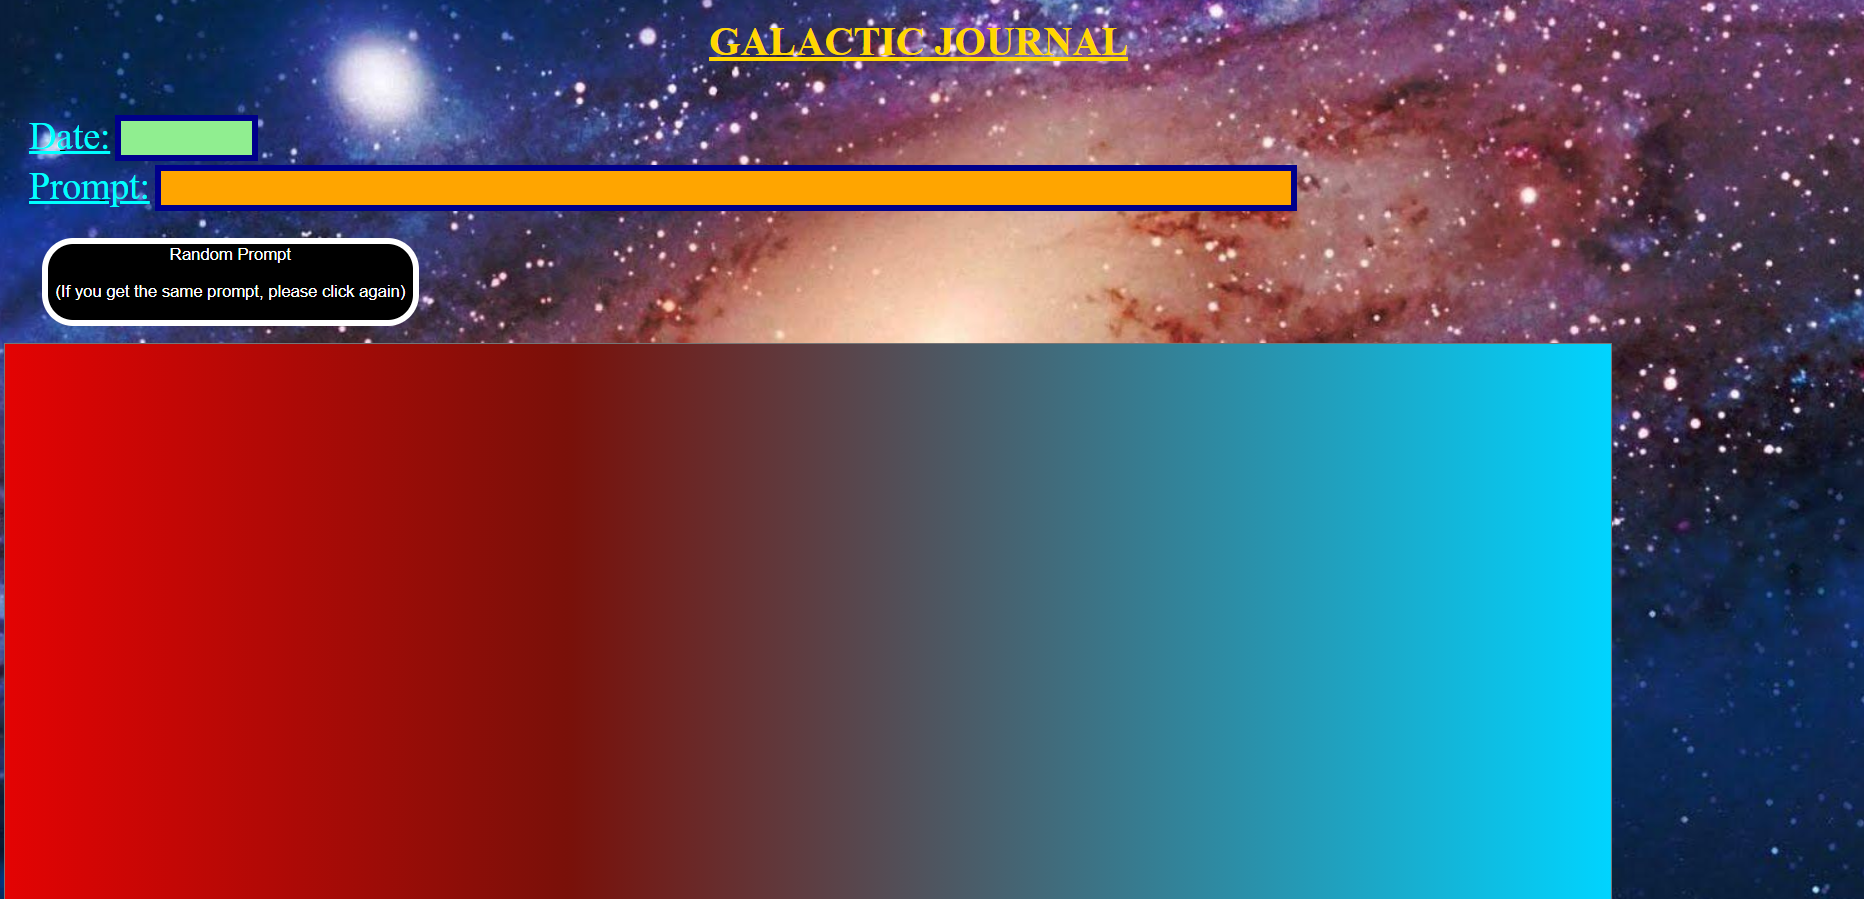 GALACTIC JOURNAL
Date:
Prompt:
Random Prompt
(If you get the same prompt, please click again)